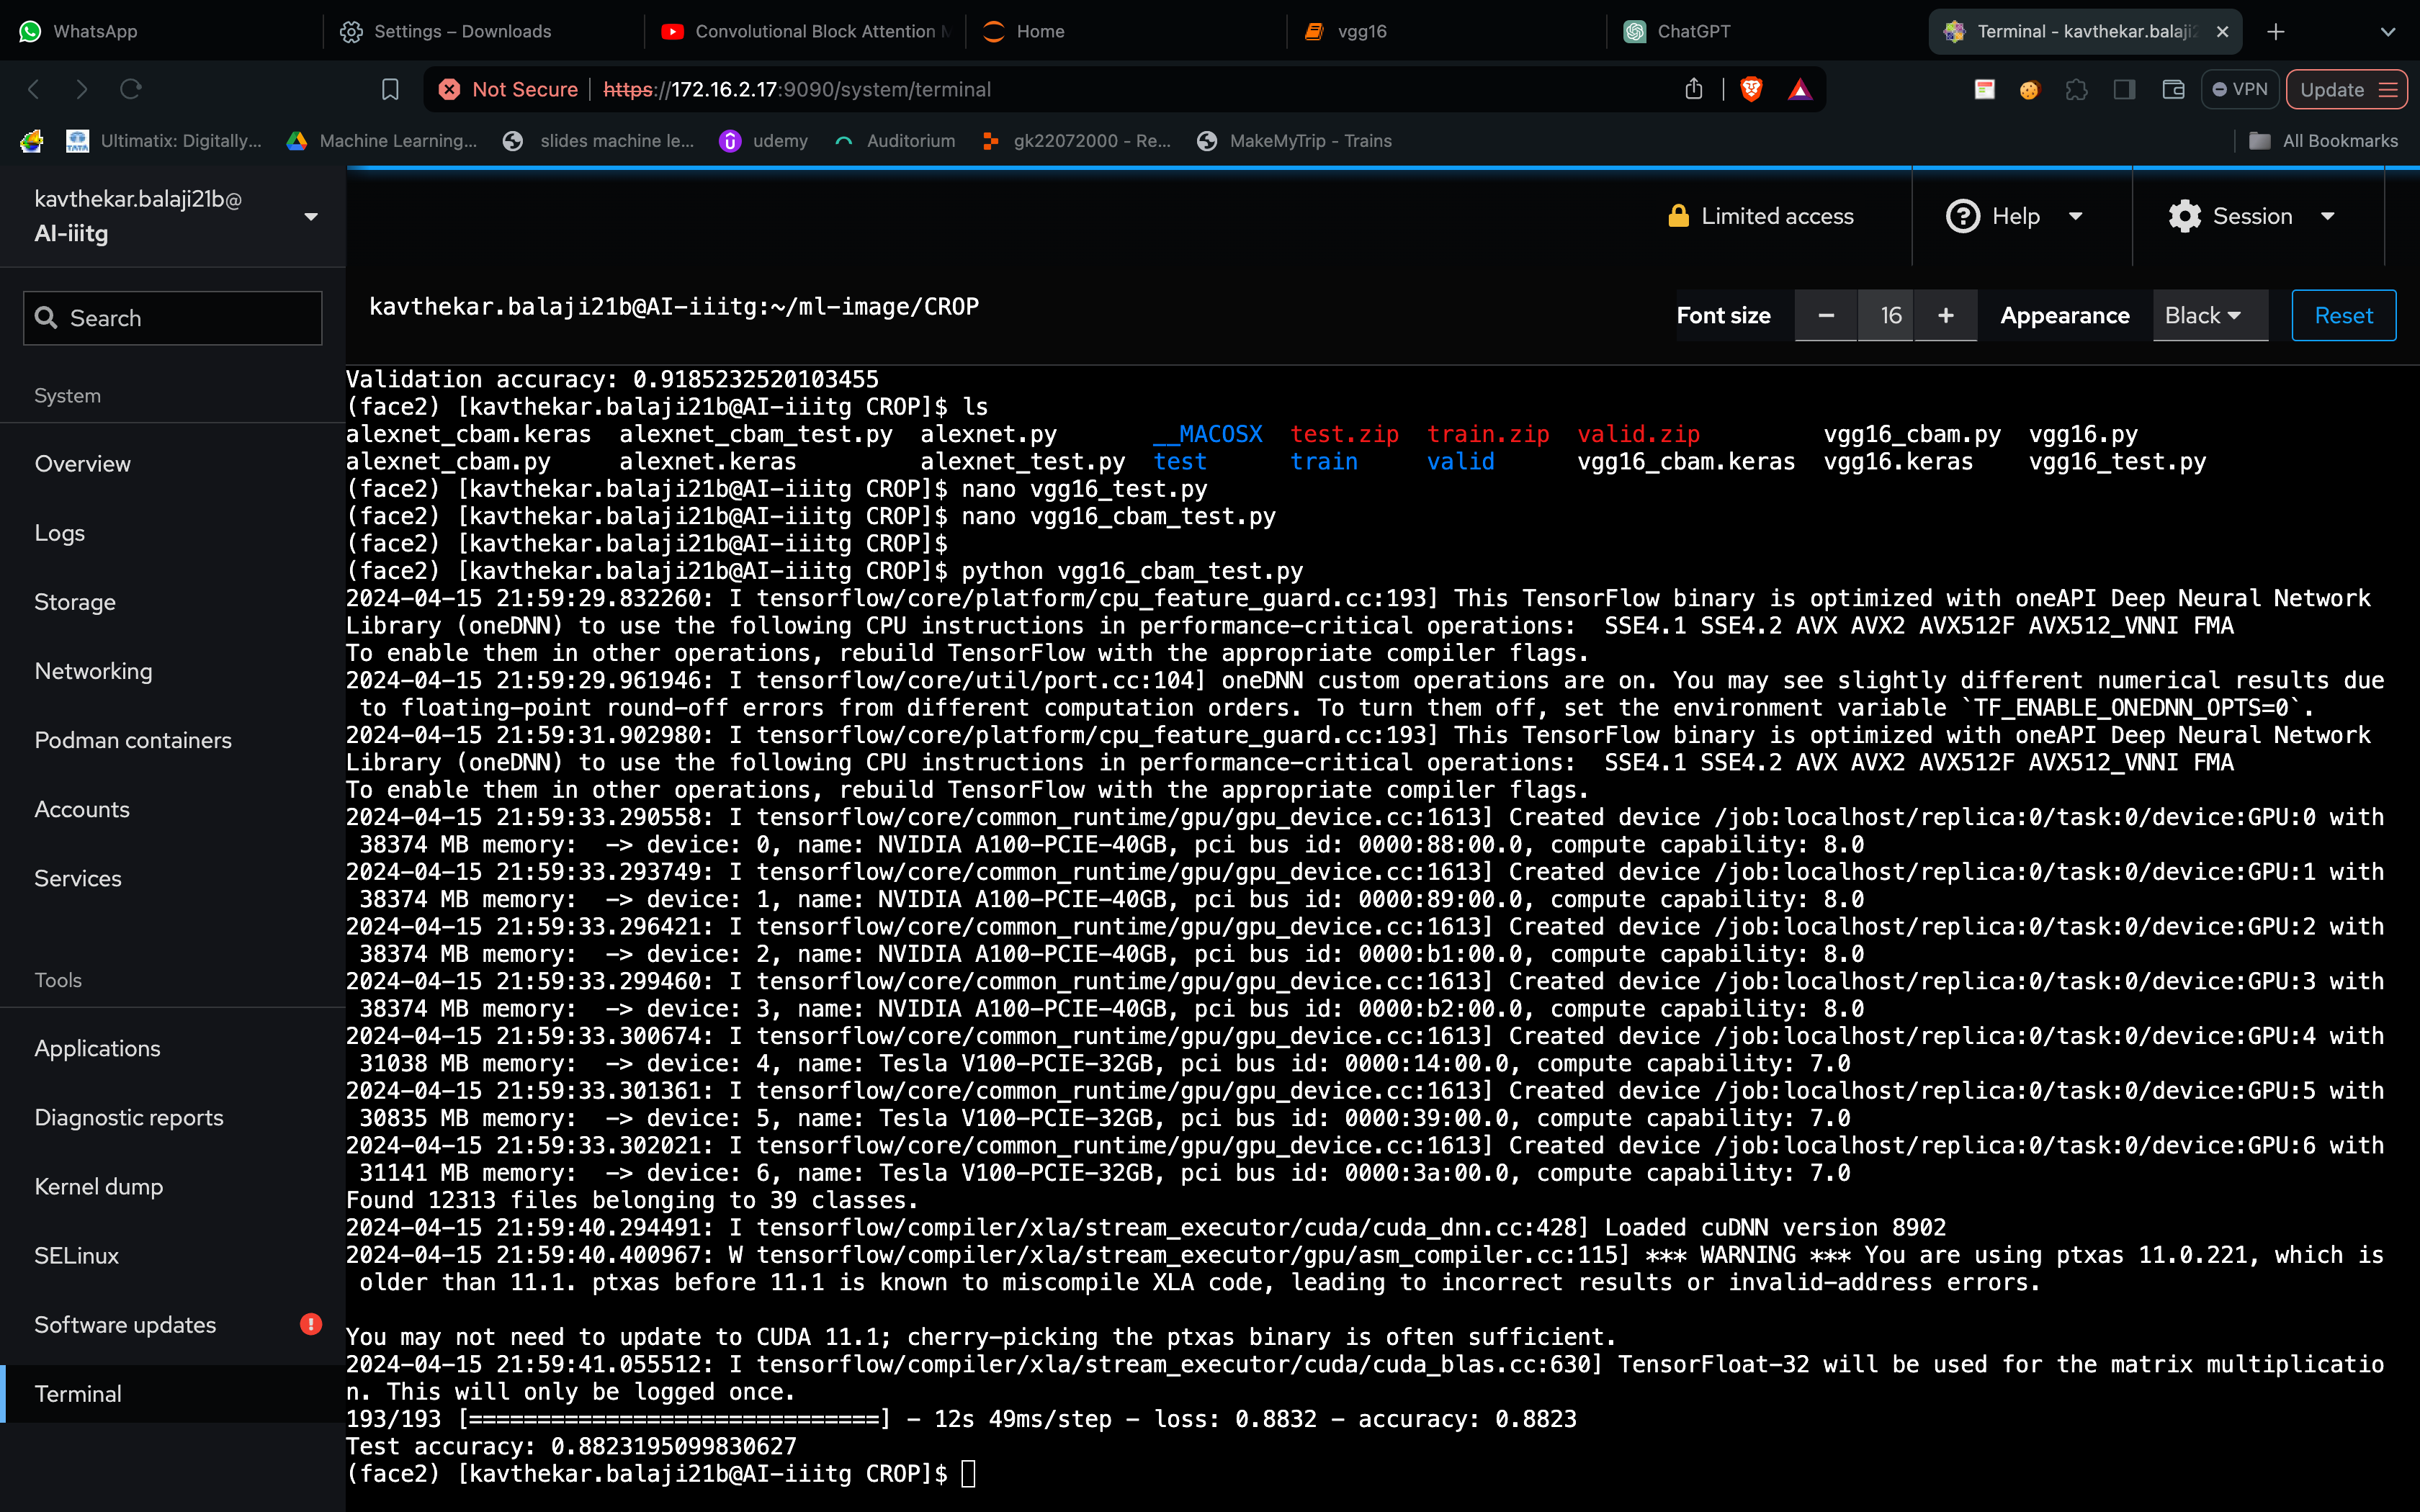 WhatsApp
Settings – Downloads
Convolutional Block Attention M
Home
vgg16
ChatGPT
Terminal - kavthekar.balaji2
Not Secure
https://172.16.2.17:9090/system/terminal
VPN
Update
TATA
Ultimatix: Digitally...
Machine Learning...
slides machine le...
udemy
Auditorium
gk22072000 - Re...
MakeMyTrip - Trains
All Bookmarks
kavthekar.balaji21b@
AI-iiitg
Limited access
Help
Session
Search
kavthekar.balaji21b@AI-iiitg:~/ml-image/CROP
Font size
16
Appearance
Black
Reset
System
Overview
Logs
Storage
Networking
Podman containers
Accounts
Services
Tools
Applications
Diagnostic reports
Kernel dump
SELinux
Software updates
Terminal
Validation accuracy: 0.9185232520103455
(face2) [kavthekar.balaji21b@AI-iiitg CROP]$ ls
alexnet_cbam.keras  alexnet_cbam_test.py  alexnet.py       __MACOSX  test.zip  train.zip  valid.zip         vgg16_cbam.py  vgg16.py
alexnet_cbam.py     alexnet.keras         alexnet_test.py  test      train     valid      vgg16_cbam.keras  vgg16.keras    vgg16_test.py
(face2) [kavthekar.balaji21b@AI-iiitg CROP]$ nano vgg16_test.py
(face2) [kavthekar.balaji21b@AI-iiitg CROP]$ nano vgg16_cbam_test.py
(face2) [kavthekar.balaji21b@AI-iiitg CROP]$
(face2) [kavthekar.balaji21b@AI-iiitg CROP]$ python vgg16_cbam_test.py
2024-04-15 21:59:29.832260: I tensorflow/core/platform/cpu_feature_guard.cc:193] This TensorFlow binary is optimized with oneAPI Deep Neural Network
Library (oneDNN) to use the following CPU instructions in performance-critical operations:  SSE4.1 SSE4.2 AVX AVX2 AVX512F AVX512_VNNI FMA
To enable them in other operations, rebuild TensorFlow with the appropriate compiler flags.
2024-04-15 21:59:29.961946: I tensorflow/core/util/port.cc:104] oneDNN custom operations are on. You may see slightly different numerical results due
to floating-point round-off errors from different computation orders. To turn them off, set the environment variable `TF_ENABLE_ONEDNN_OPTS=0`.
2024-04-15 21:59:31.902980: I tensorflow/core/platform/cpu_feature_guard.cc:193] This TensorFlow binary is optimized with oneAPI Deep Neural Network
Library (oneDNN) to use the following CPU instructions in performance-critical operations:  SSE4.1 SSE4.2 AVX AVX2 AVX512F AVX512_VNNI FMA
To enable them in other operations, rebuild TensorFlow with the appropriate compiler flags.
2024-04-15 21:59:33.290558: I tensorflow/core/common_runtime/gpu/gpu_device.cc:1613] Created device /job:localhost/replica:0/task:0/device:GPU:0 with
38374 MB memory:  -> device: 0, name: NVIDIA A100-PCIE-40GB, pci bus id: 0000:88:00.0, compute capability: 8.0
2024-04-15 21:59:33.293749: I tensorflow/core/common_runtime/gpu/gpu_device.cc:1613] Created device /job:localhost/replica:0/task:0/device:GPU:1 with
38374 MB memory:  -> device: 1, name: NVIDIA A100-PCIE-40GB, pci bus id: 0000:89:00.0, compute capability: 8.0
2024-04-15 21:59:33.296421: I tensorflow/core/common_runtime/gpu/gpu_device.cc:1613] Created device /job:localhost/replica:0/task:0/device:GPU:2 with
38374 MB memory:  -> device: 2, name: NVIDIA A100-PCIE-40GB, pci bus id: 0000:b1:00.0, compute capability: 8.0
2024-04-15 21:59:33.299460: I tensorflow/core/common_runtime/gpu/gpu_device.cc:1613] Created device /job:localhost/replica:0/task:0/device:GPU:3 with
38374 MB memory:  -> device: 3, name: NVIDIA A100-PCIE-40GB, pci bus id: 0000:b2:00.0, compute capability: 8.0
2024-04-15 21:59:33.300674: I tensorflow/core/common_runtime/gpu/gpu_device.cc:1613] Created device /job:localhost/replica:0/task:0/device:GPU:4 with
31038 MB memory:  -> device: 4, name: Tesla V100-PCIE-32GB, pci bus id: 0000:14:00.0, compute capability: 7.0
2024-04-15 21:59:33.301361: I tensorflow/core/common_runtime/gpu/gpu_device.cc:1613] Created device /job:localhost/replica:0/task:0/device:GPU:5 with
30835 MB memory:  -> device: 5, name: Tesla V100-PCIE-32GB, pci bus id: 0000:39:00.0, compute capability: 7.0
2024-04-15 21:59:33.302021: I tensorflow/core/common_runtime/gpu/gpu_device.cc:1613] Created device /job:localhost/replica:0/task:0/device:GPU:6 with
31141 MB memory:  -> device: 6, name: Tesla V100-PCIE-32GB, pci bus id: 0000:3a:00.0, compute capability: 7.0
Found 12313 files belonging to 39 classes.
2024-04-15 21:59:40.294491: I tensorflow/compiler/xla/stream_executor/cuda/cuda_dnn.cc:428] Loaded cuDNN version 8902
2024-04-15 21:59:40.400967: W tensorflow/compiler/xla/stream_executor/gpu/asm_compiler.cc:115] *** WARNING *** You are using ptxas 11.0.221, which is
older than 11.1. ptxas before 11.1 is known to miscompile XLA code, leading to incorrect results or invalid-address errors.
You may not need to update to CUDA 11.1; cherry-picking the ptxas binary is often sufficient.
2024-04-15 21:59:41.055512: I tensorflow/compiler/xla/stream_executor/cuda/cuda_blas.cc:630] TensorFloat-32 will be used for the matrix multiplicatio
n. This will only be logged once.
193/193 [==============================] - 12s 49ms/step - loss: 0.8832 - accuracy: 0.8823
Test accuracy: 0.8823195099830627
(face2) [kavthekar.balaji21b@AI-iiitg CROP]$